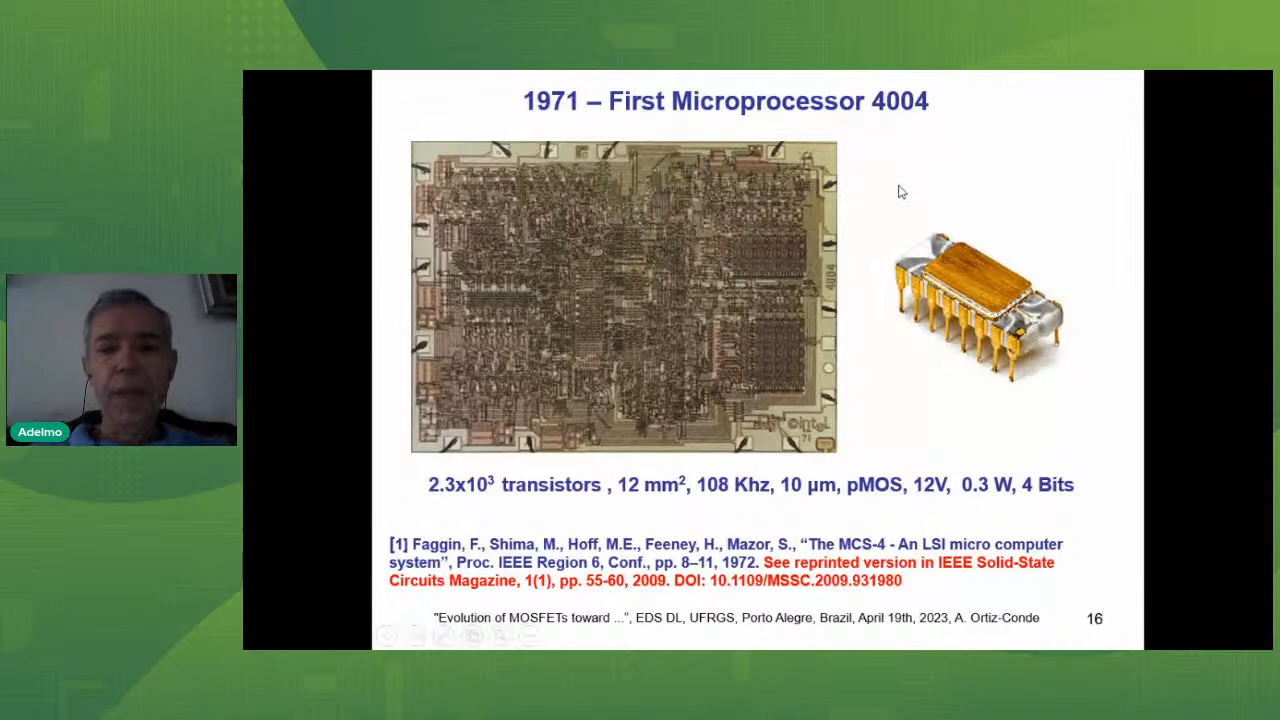 1971 – First Microprocessor 4004
4004
©intel
71
2.3x10³ transistors , 12 mm², 108 Khz, 10 µm, pMOS, 12V, 0.3 W, 4 Bits
[1] Faggin, F., Shima, M., Hoff, M.E., Feeney, H., Mazor, S., “The MCS-4 - An LSI micro computer
system”, Proc. IEEE Region 6, Conf., pp. 8–11, 1972. See reprinted version in IEEE Solid-State
Circuits Magazine, 1(1), pp. 55-60, 2009. DOI: 10.1109/MSSC.2009.931980
"Evolution of MOSFETs toward ...“, EDS DL, UFRGS, Porto Alegre, Brazil, April 19th, 2023, A. Ortiz-Conde
16
Adelmo